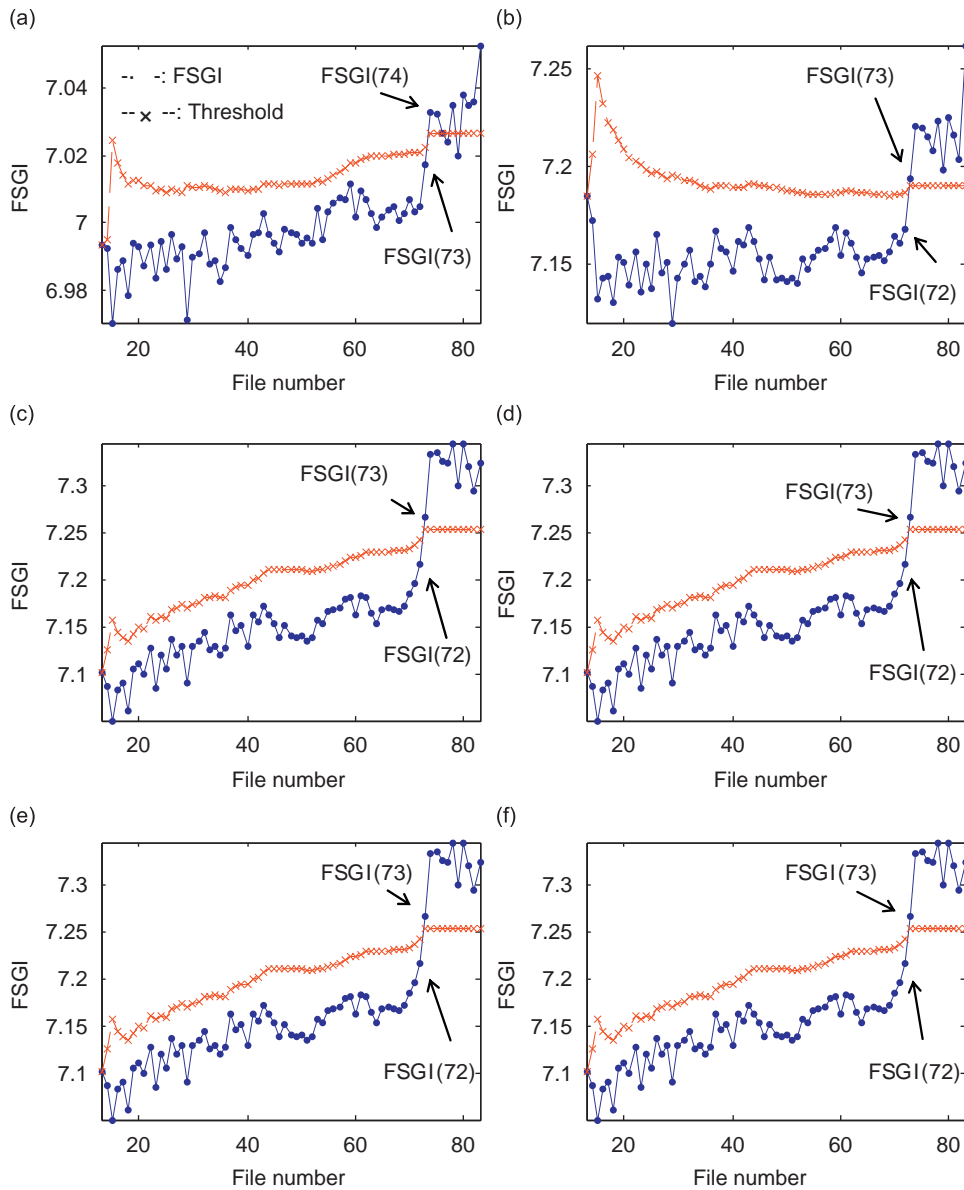 (a)
7.04
7.02
7
6.98
FSGI
-· -: FSGI
--×--: Threshold
FSGI(74)
FSGI(73)
20 40 60 80
File number
(b)
7.25
7.2
7.15
FSGI
FSGI(73)
FSGI(72)
20 40 60 80
File number
(c)
7.3
7.25
7.2
7.15
7.1
FSGI
FSGI(73)
FSGI(72)
20 40 60 80
File number
(d)
7.3
7.25
7.2
7.15
7.1
FSGI
FSGI(73)
FSGI(72)
20 40 60 80
File number
(e)
7.3
7.25
7.2
7.15
7.1
FSGI
FSGI(73)
FSGI(72)
20 40 60 80
File number
(f)
7.3
7.25
7.2
7.15
7.1
FSGI
FSGI(73)
FSGI(72)
20 40 60 80
File number